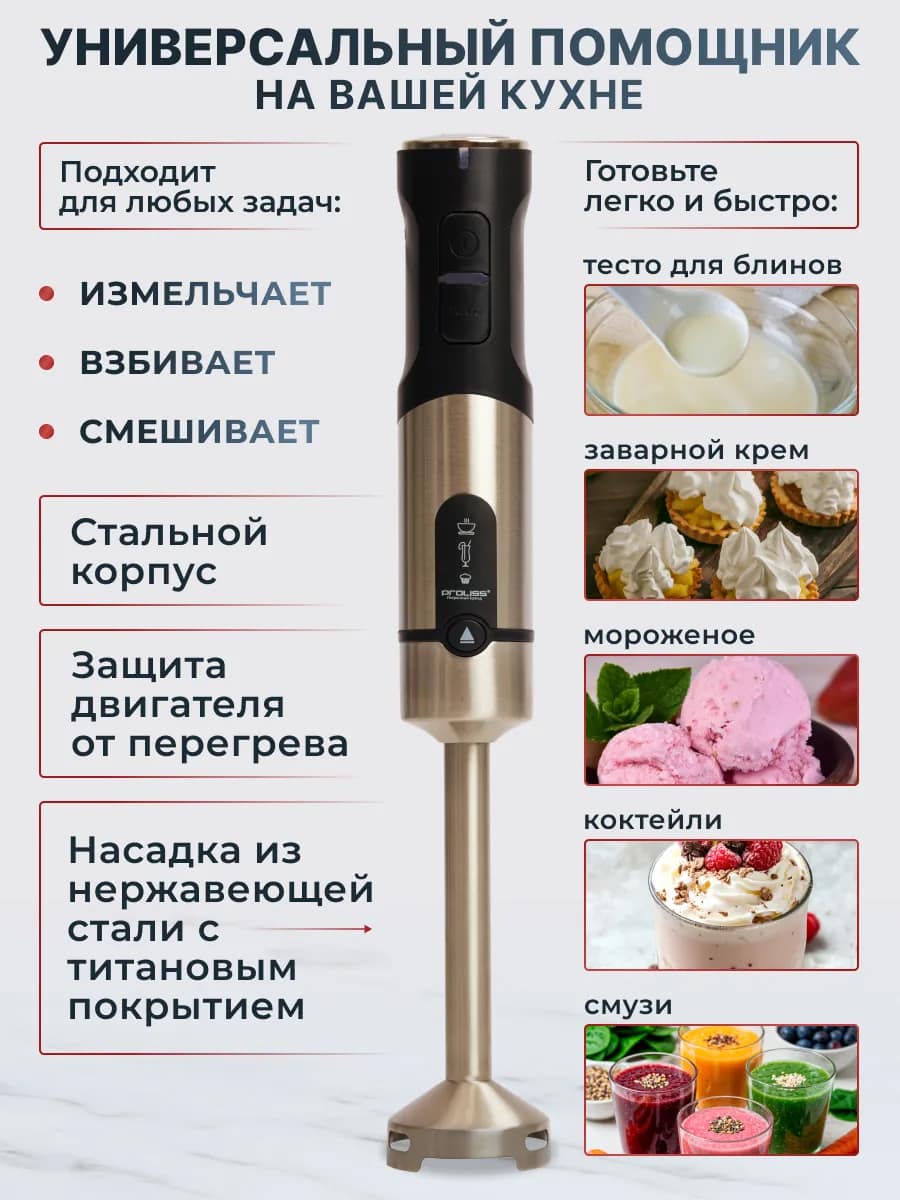 УНИВЕРСАЛЬНЫЙ ПОМОЩНИК
НА ВАШЕЙ КУХНЕ
Подходит
для любых задач:
ИЗМЕЛЬЧАЕТ
ВЗБИВАЕТ
СМЕШИВАЕТ
Стальной
корпус
Защита
двигателя
от перегрева
Насадка из
нержавеющей
стали с
титановым
покрытием
PROLISS
Готовьте
легко и быстро:
тесто для блинов
заварной крем
мороженое
коктейли
смузи